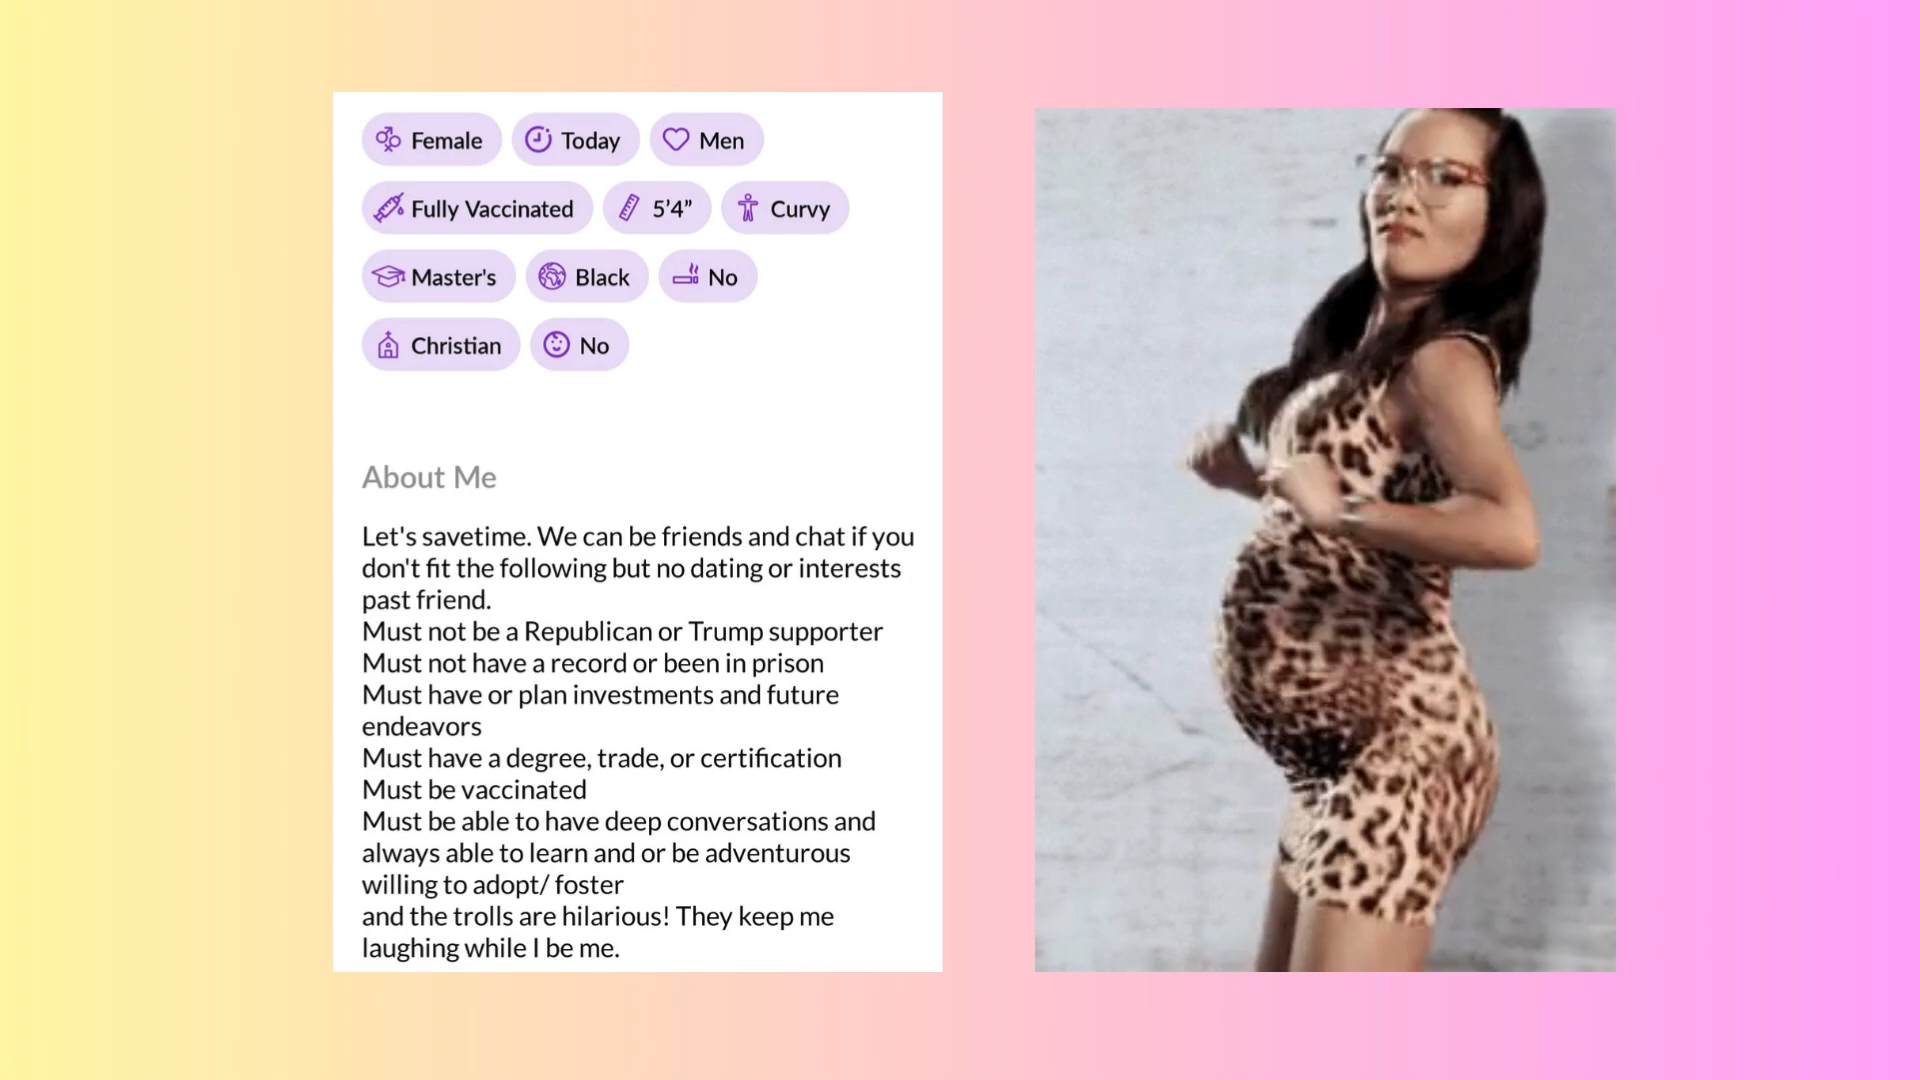 Female Today Men
Fully Vaccinated 5’4” Curvy
Master's Black No
Christian No
About Me
Let's savetime. We can be friends and chat if you
don't fit the following but no dating or interests
past friend.
Must not be a Republican or Trump supporter
Must not have a record or been in prison
Must have or plan investments and future
endeavors
Must have a degree, trade, or certification
Must be vaccinated
Must be able to have deep conversations and
always able to learn and or be adventurous
willing to adopt/ foster
and the trolls are hilarious! They keep me
laughing while I be me.